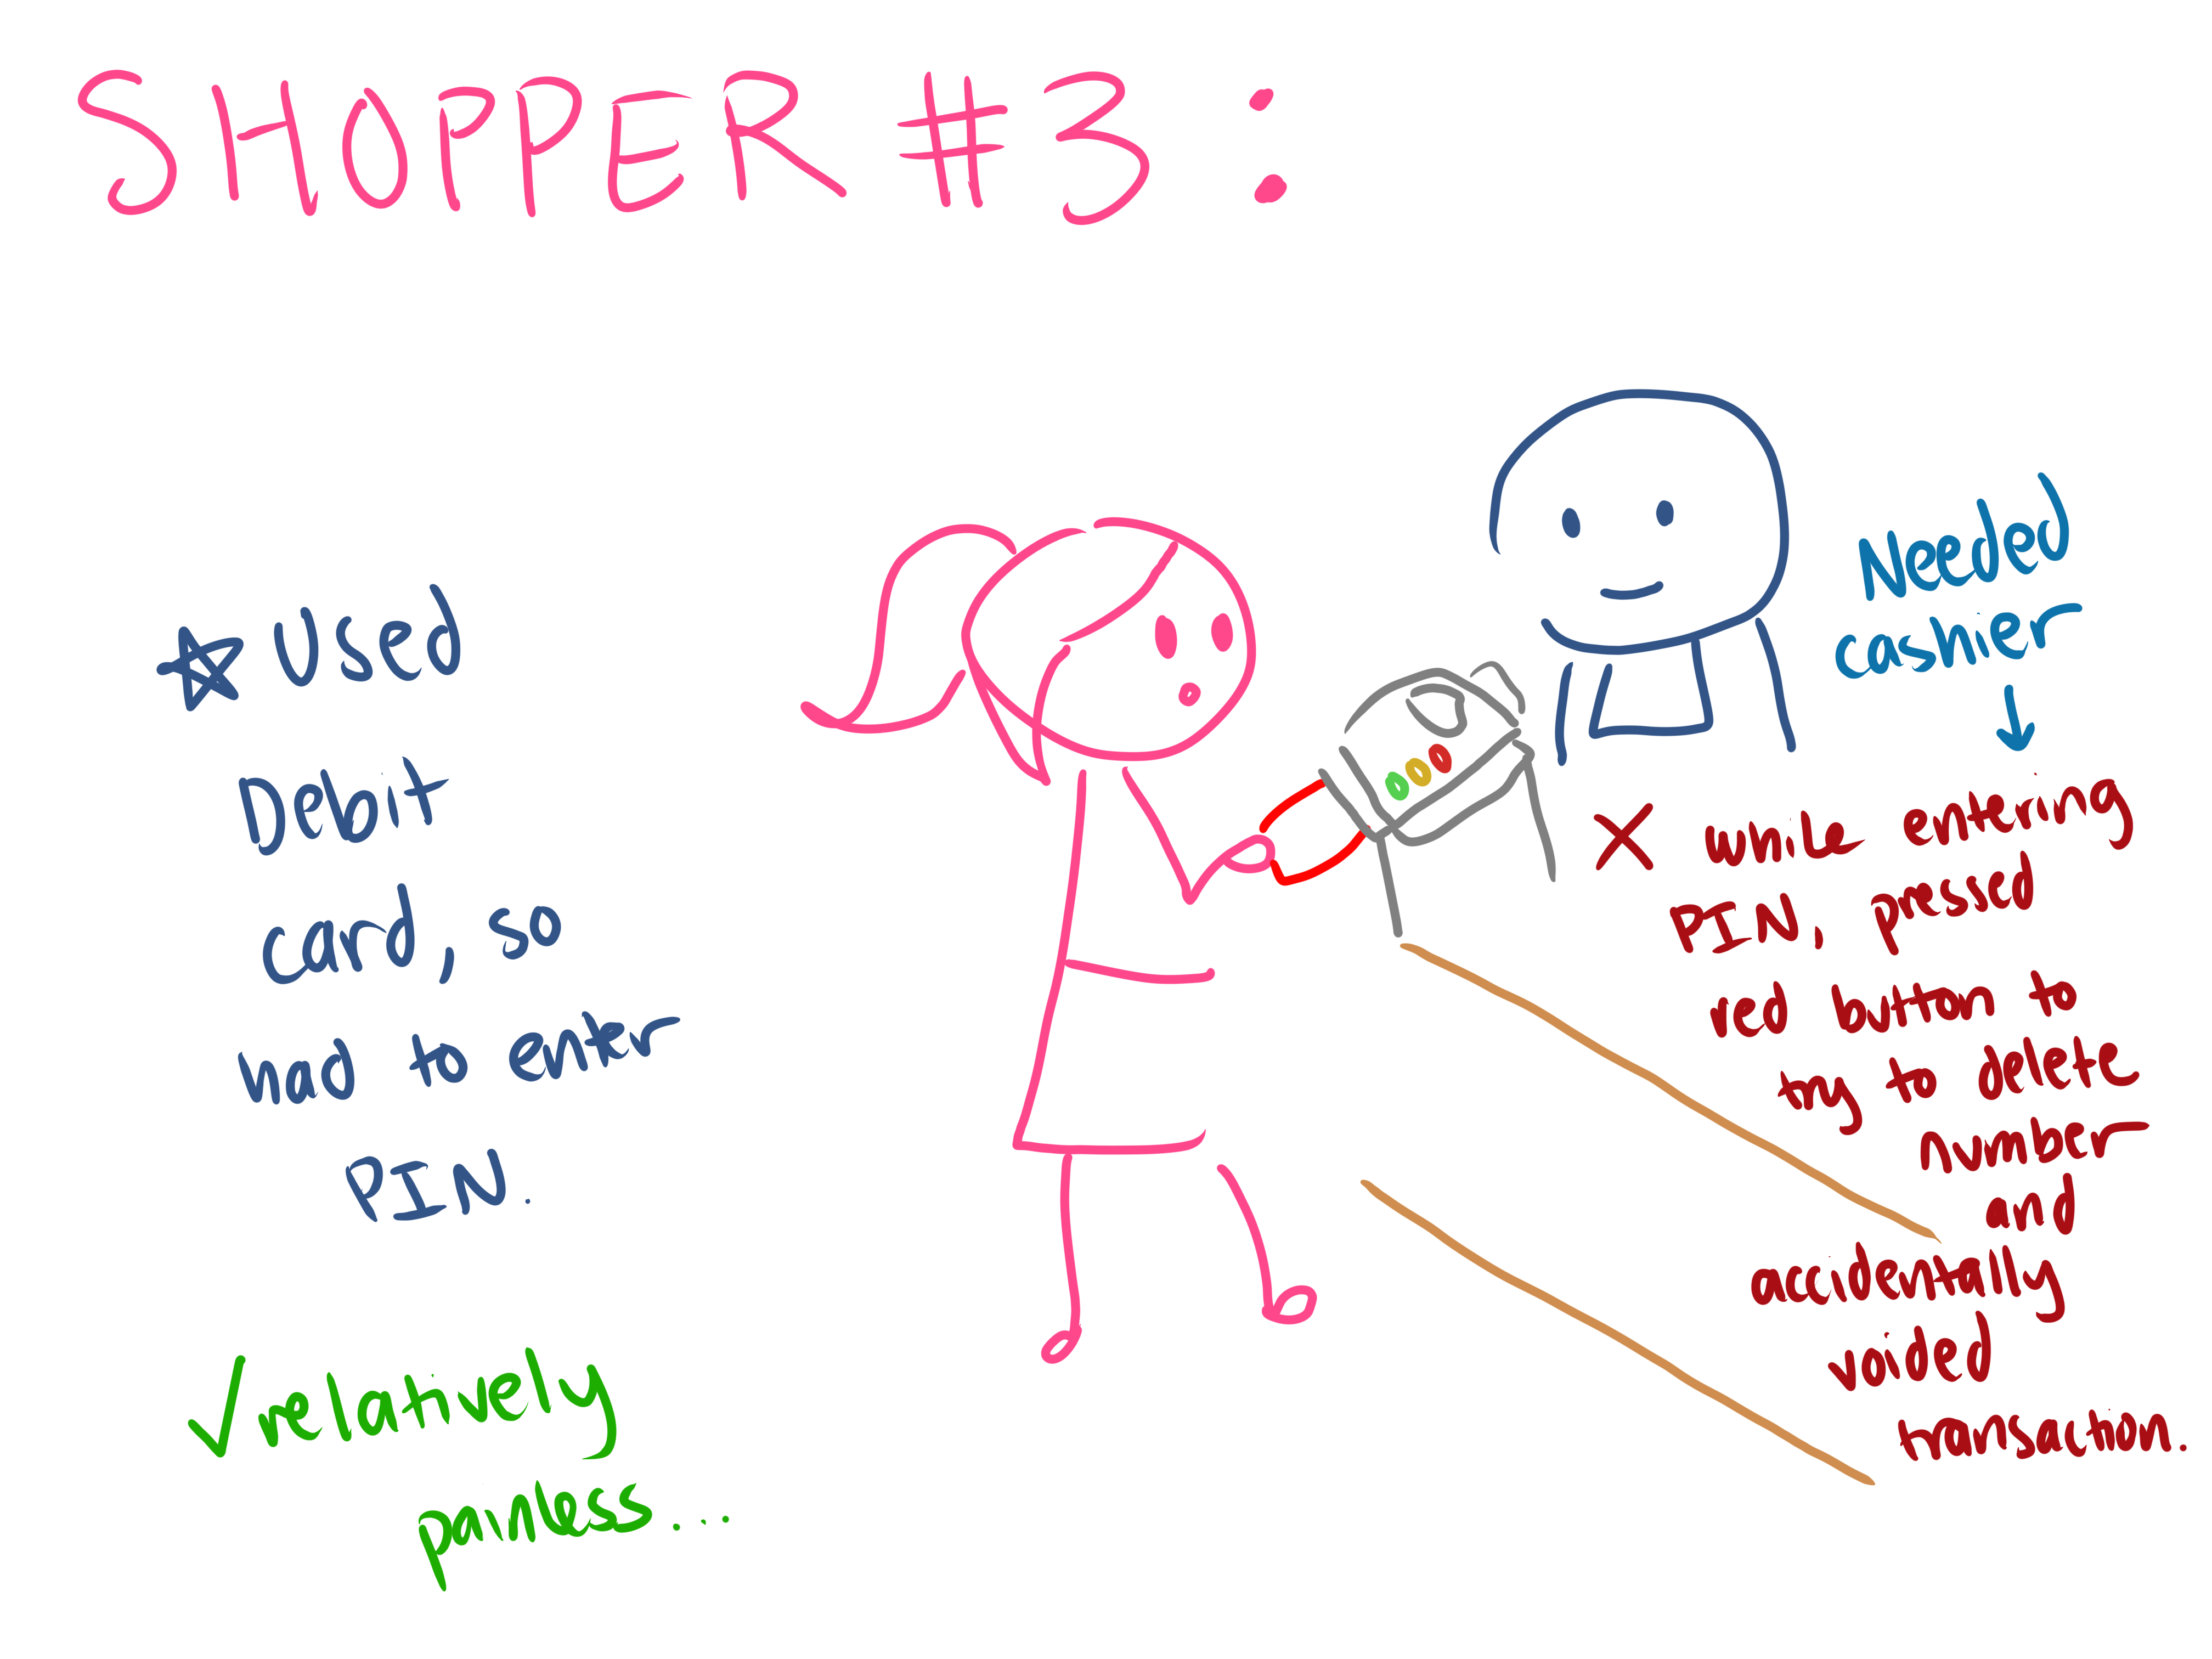 SHOPPER #3:
☆ Used
Debit
card, so
had to enter
PIN.
✓ relatively
painless...
Needed
cashier
↓
X while entering
PIN, pressed
red button to
try to delete
number
and
accidentally
voided
transaction.